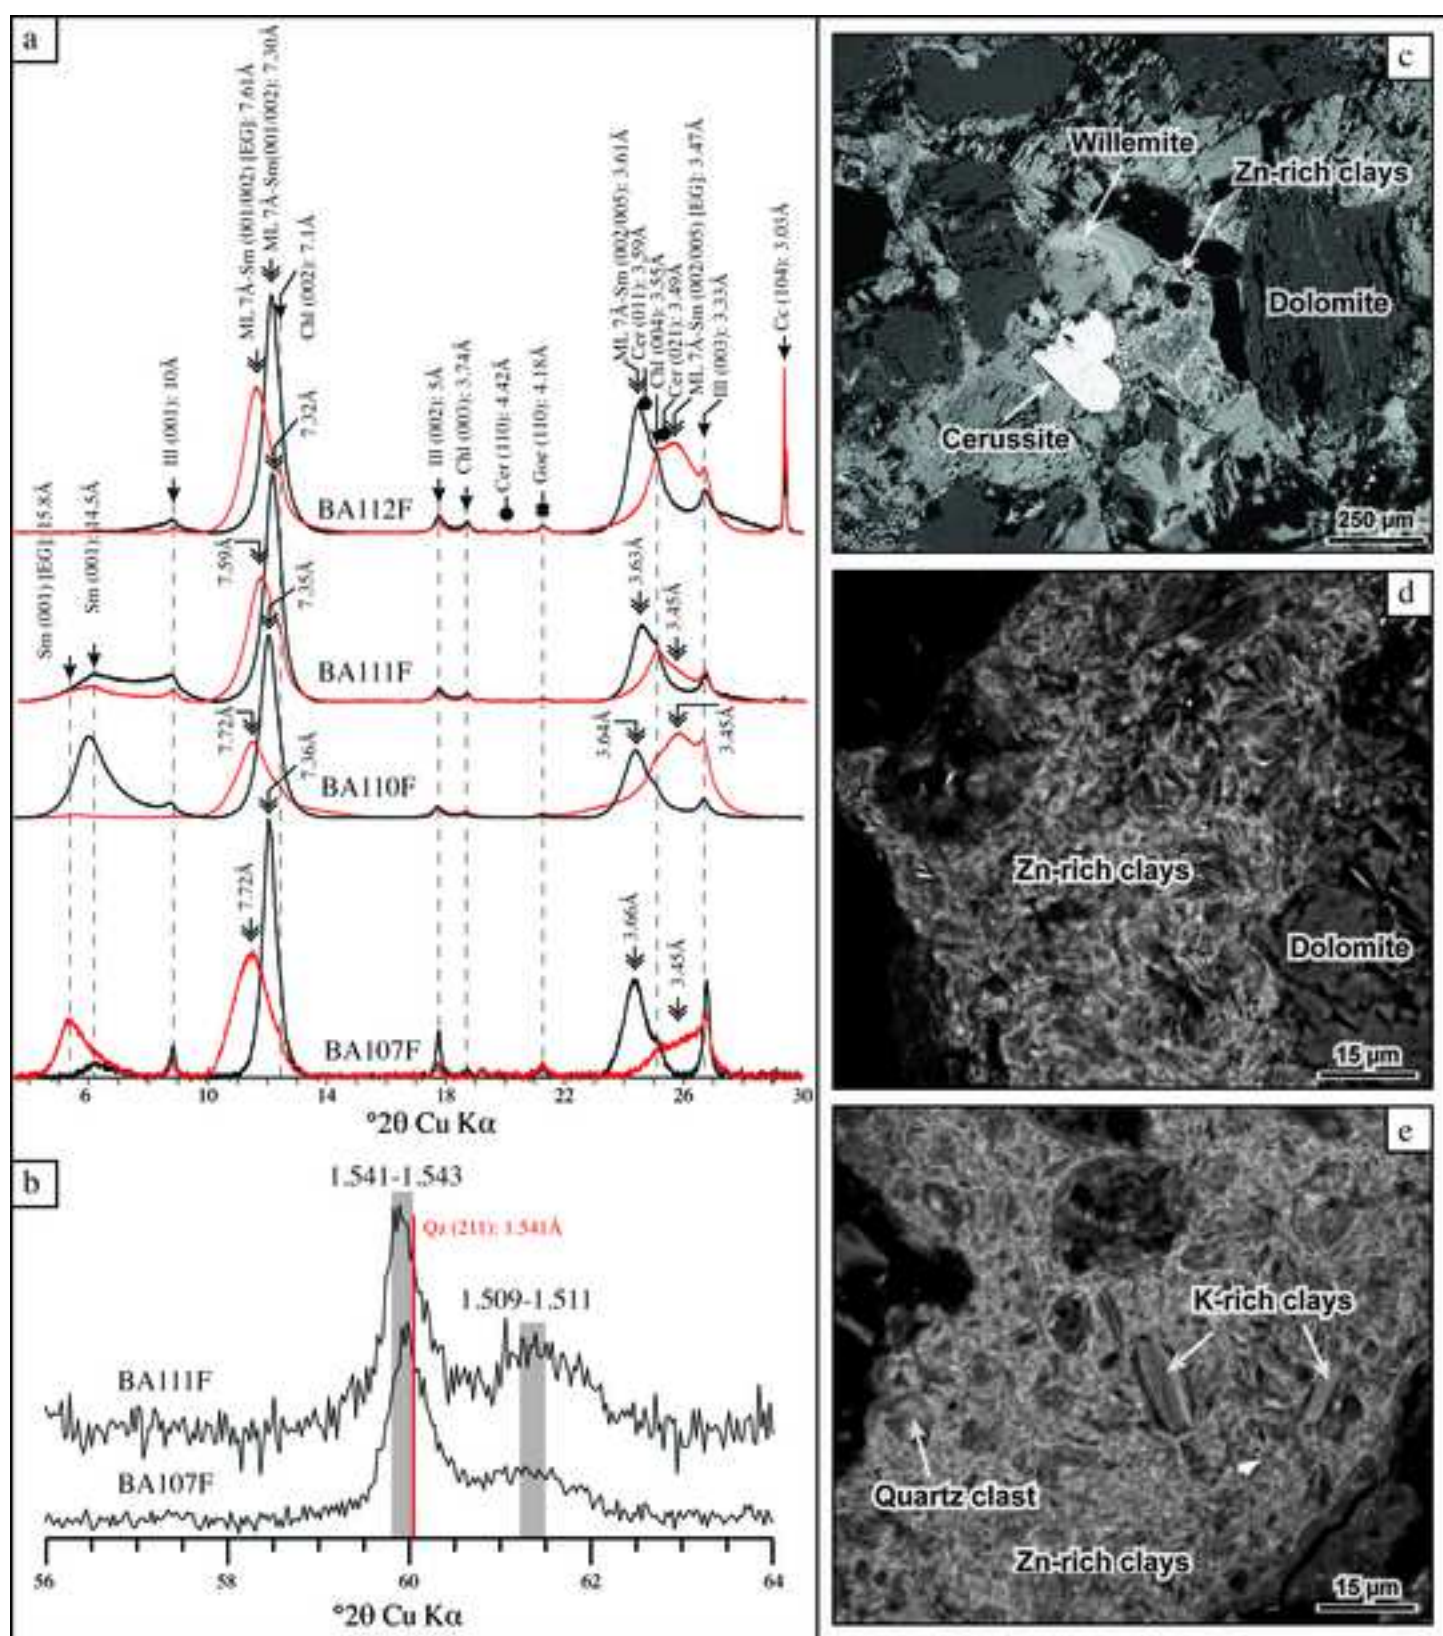 a
ML 7Å-Sm (001/002) [EG]: 7.61Å
ML 7Å-Sm(001/002): 7.30Å
Chl (002): 7.1Å
Sm (001) [EG]: 15.8Å
Sm (001): 14.5Å
Ill (001): 10Å
Ill (002): 5Å
Chl (003): 3.74Å
Cer (110): 4.42Å
Goe (110): 4.18Å
ML 7Å-Sm (002/005): 3.61Å
Cer (011): 3.59Å
Chl (004): 3.55Å
Cer (021): 3.49Å
ML 7Å-Sm (002/005) [EG]: 3.47Å
Ill (003): 3.33Å
Cc (104): 3.03Å
7.32Å
BA112F
7.59Å
7.35Å
3.63Å
3.45Å
BA111F
7.72Å
7.36Å
3.64Å
3.45Å
BA110F
7.72Å
3.66Å
3.45Å
BA107F
6 10 14 18 22 26 30
°2θ Cu Kα
b
1.541-1.543
Qz (211): 1.541Å
1.509-1.511
BA111F
BA107F
56 58 60 62 64
°2θ Cu Kα
c
Willemite
Zn-rich clays
Dolomite
Cerussite
250 µm
d
Zn-rich clays
Dolomite
15 µm
e
K-rich clays
Quartz clast
Zn-rich clays
15 µm